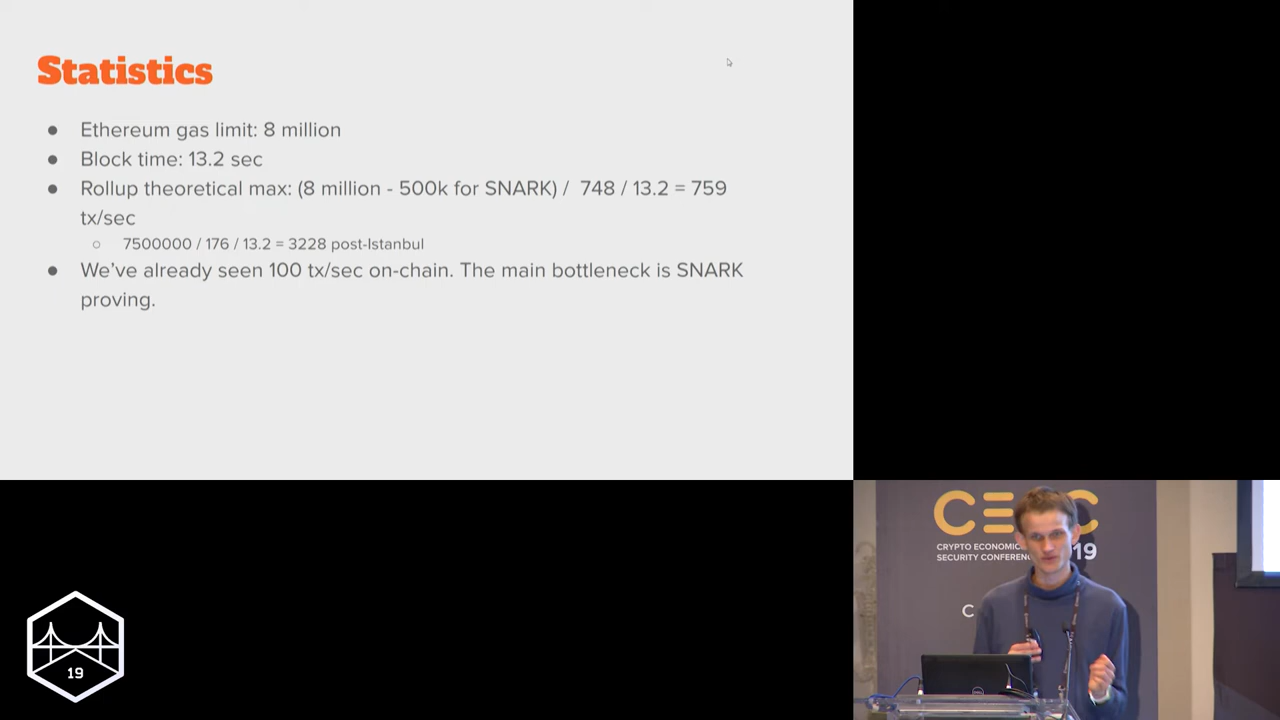 Statistics
● Ethereum gas limit: 8 million
● Block time: 13.2 sec
● Rollup theoretical max: (8 million - 500k for SNARK) / 748 / 13.2 = 759
tx/sec
○ 7500000 / 176 / 13.2 = 3228 post-Istanbul
● We've already seen 100 tx/sec on-chain. The main bottleneck is SNARK
proving.
CRYPTO ECONOMIC
SECURITY
19
19